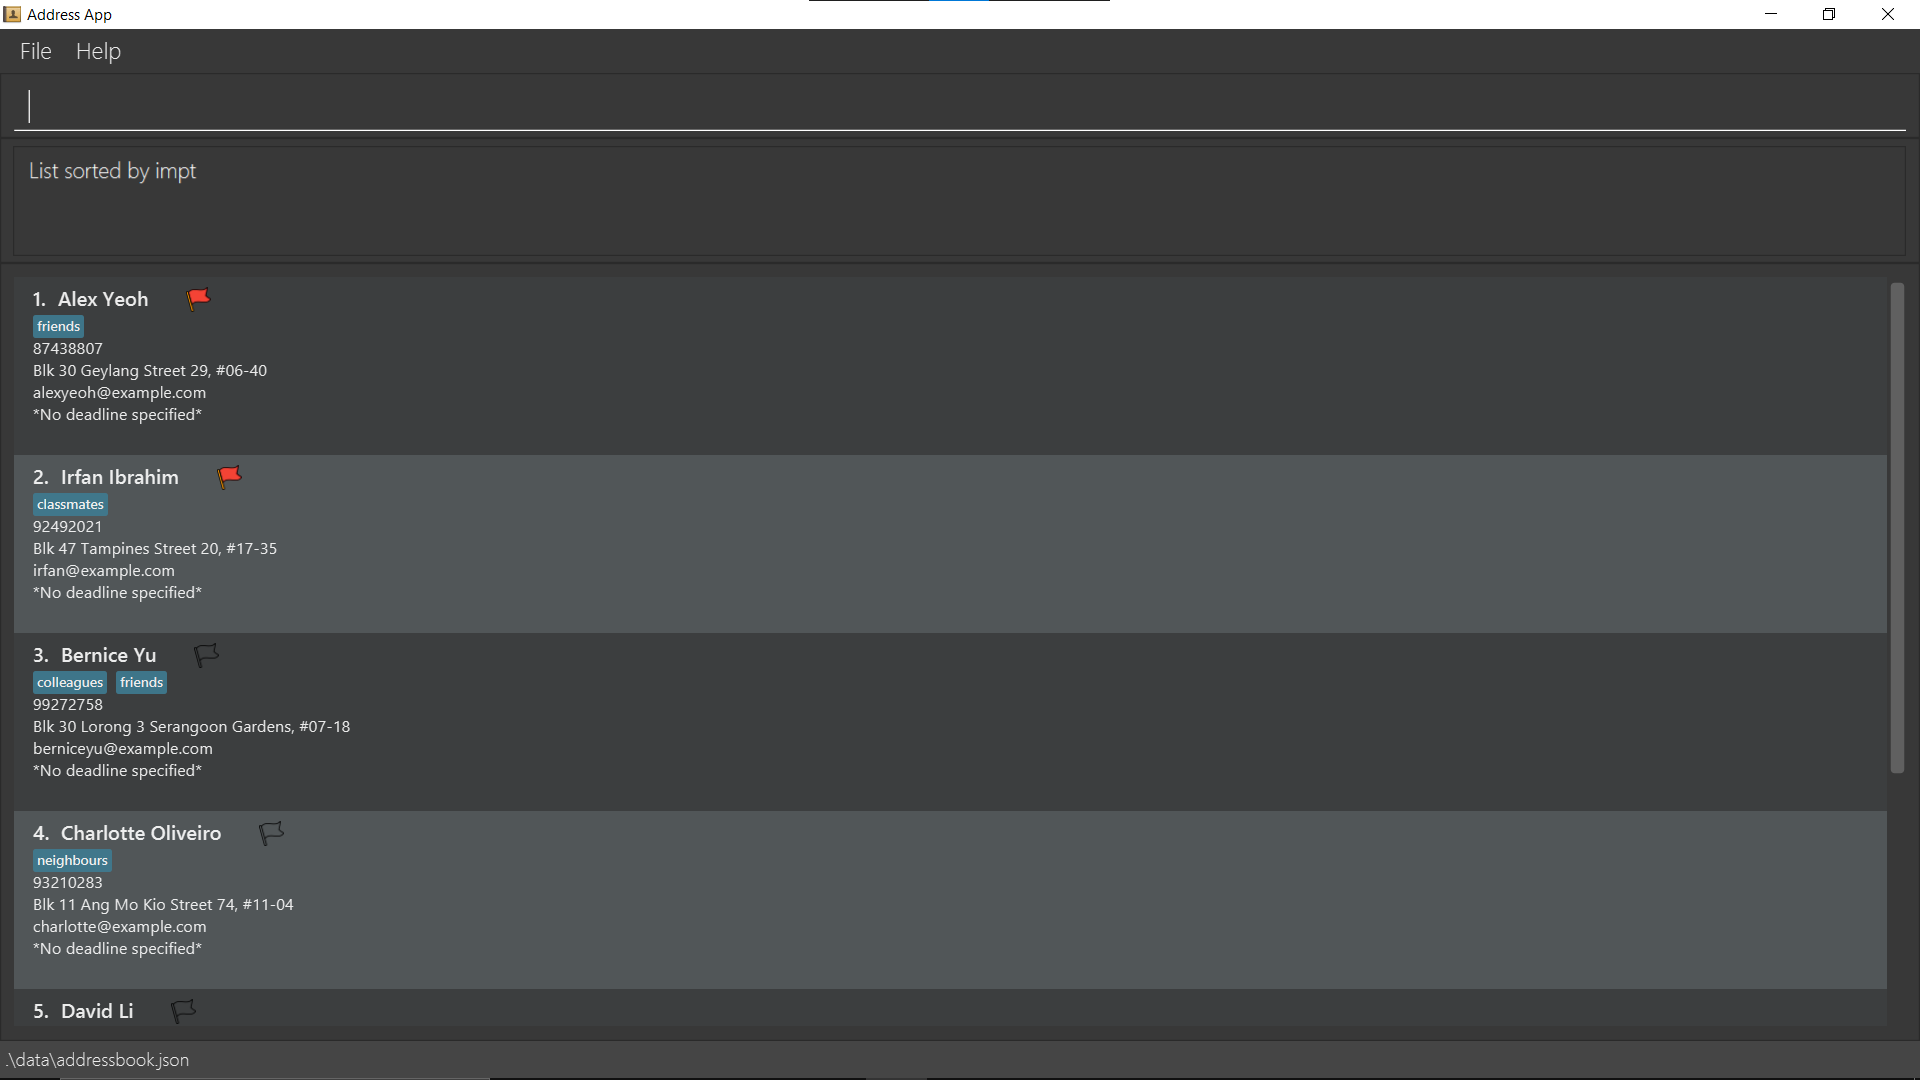 Address App
File Help
List sorted by impt
1. Alex Yeoh
friends
87438807
Blk 30 Geylang Street 29, #06-40
alexyeoh@example.com
*No deadline specified*
2. Irfan Ibrahim
classmates
92492021
Blk 47 Tampines Street 20, #17-35
irfan@example.com
*No deadline specified*
3. Bernice Yu
colleagues friends
99272758
Blk 30 Lorong 3 Serangoon Gardens, #07-18
berniceyu@example.com
*No deadline specified*
4. Charlotte Oliveiro
neighbours
93210283
Blk 11 Ang Mo Kio Street 74, #11-04
charlotte@example.com
*No deadline specified*
5. David Li
.\data\addressbook.json